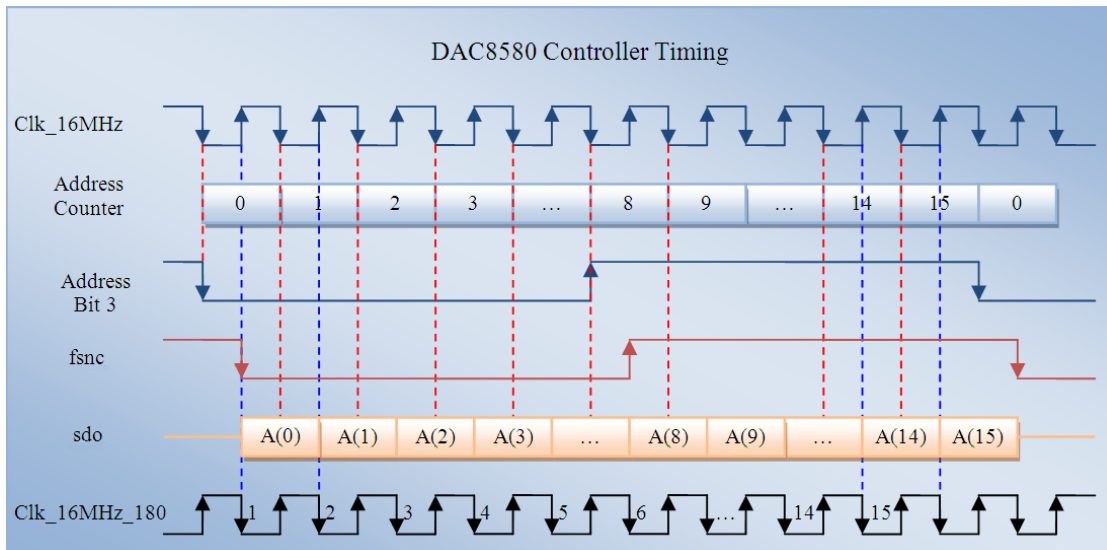 DAC8580 Controller Timing
Clk_16MHz
Address Counter
0 1 2 3 ... 8 9 ... 14 15 0
Address Bit 3
fsnc
sdo
A(0) A(1) A(2) A(3) ... A(8) A(9) ... A(14) A(15)
Clk_16MHz_180
1 2 3 4 5 6 ... 14 15